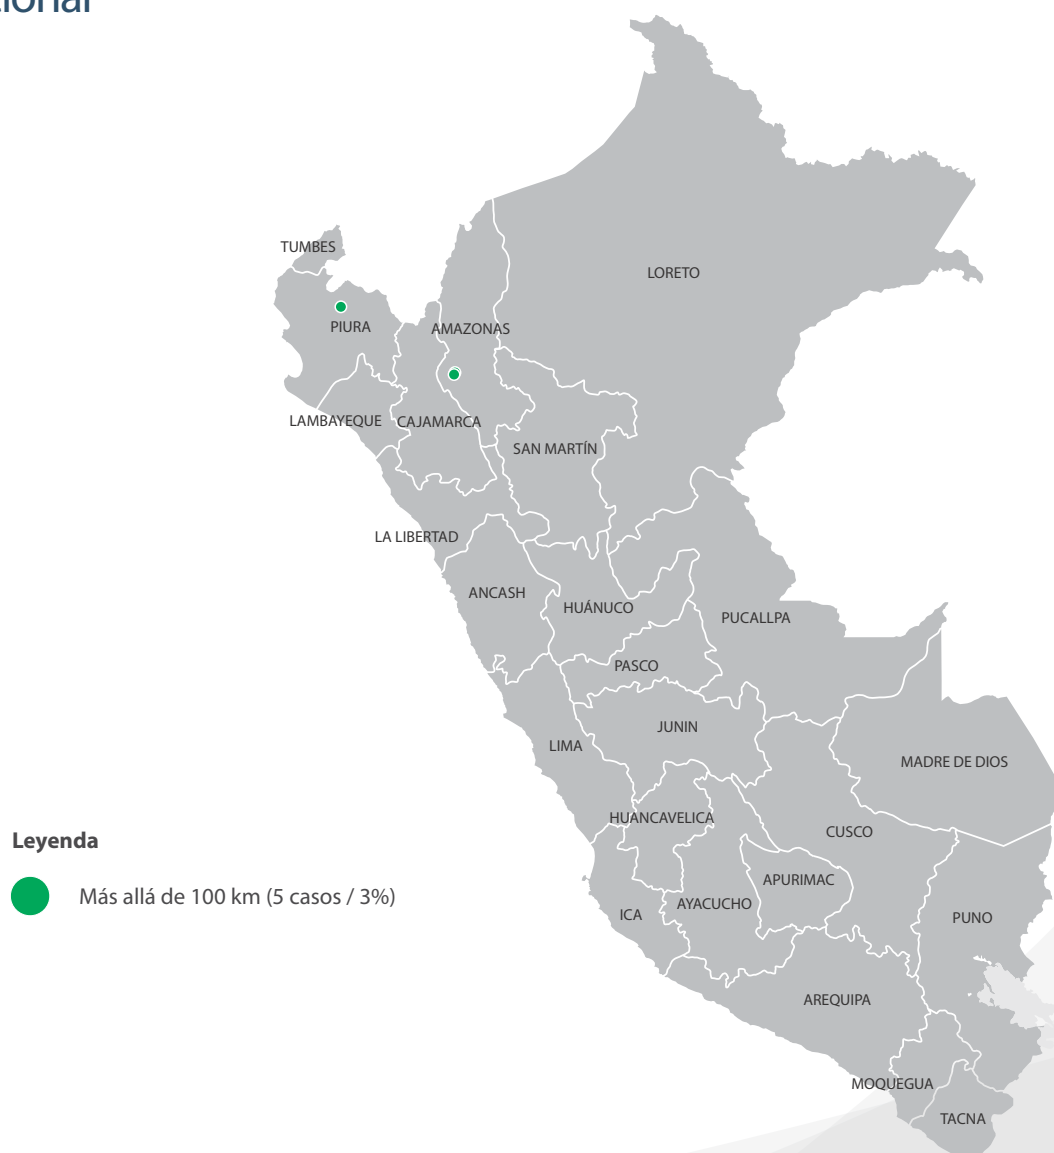 TUMBES
LORETO
PIURA
AMAZONAS
LAMBAYEQUE
CAJAMARCA
SAN MARTÍN
LA LIBERTAD
ANCASH
HUÁNUCO
PUCALLPA
PASCO
JUNIN
LIMA
MADRE DE DIOS
HUANCAVELICA
CUSCO
Leyenda
Más allá de 100 km (5 casos / 3%)
APURIMAC
AYACUCHO
ICA
PUNO
AREQUIPA
MOQUEGUA
TACNA